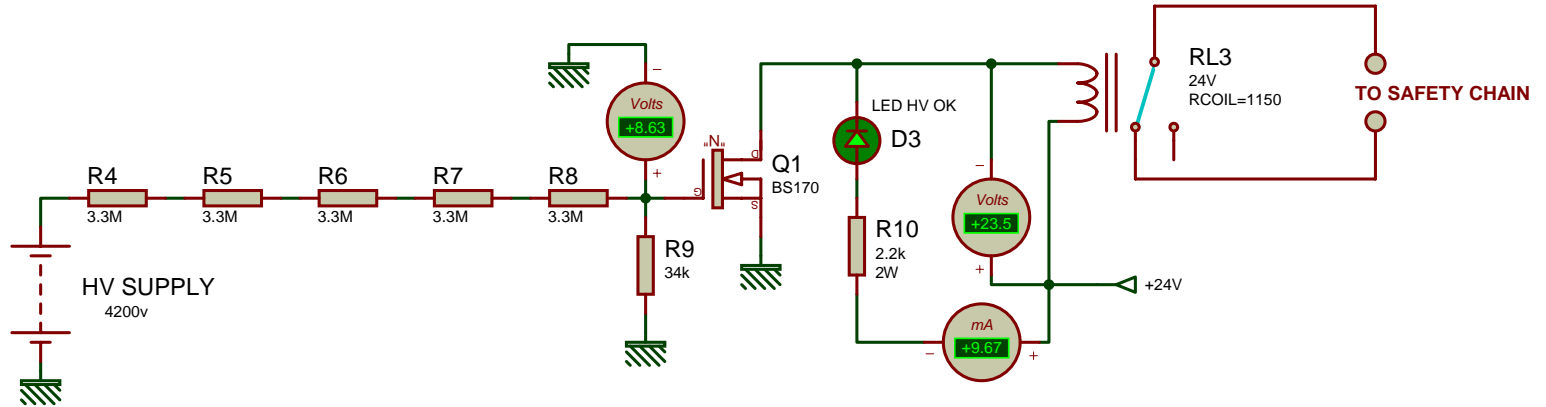 R4
3.3M
R5
3.3M
R6
3.3M
R7
3.3M
R8
3.3M
HV SUPPLY
4200v
−
Volts
+8.63
+
R9
34k
"N"
D
G
S
Q1
BS170
LED HV OK
D3
R10
2.2k
2W
−
Volts
+23.5
+
mA
+9.67
−
+
+24V
RL3
24V
RCOIL=1150
TO SAFETY CHAIN